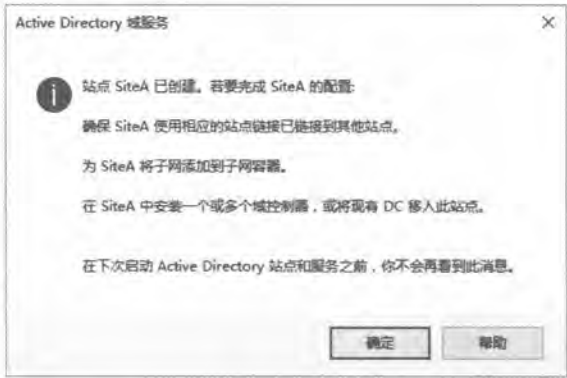 Active Directory 域服务
站点 SiteA 已创建。若要完成 SiteA 的配置:
确保 SiteA 使用相应的站点链接已链接到其他站点。
为 SiteA 将子网添加到子网容器。
在 SiteA 中安装一个或多个域控制器，或将现有 DC 移入此站点。
在下次启动 Active Directory 站点和服务之前，你不会再看到此消息。
确定 帮助